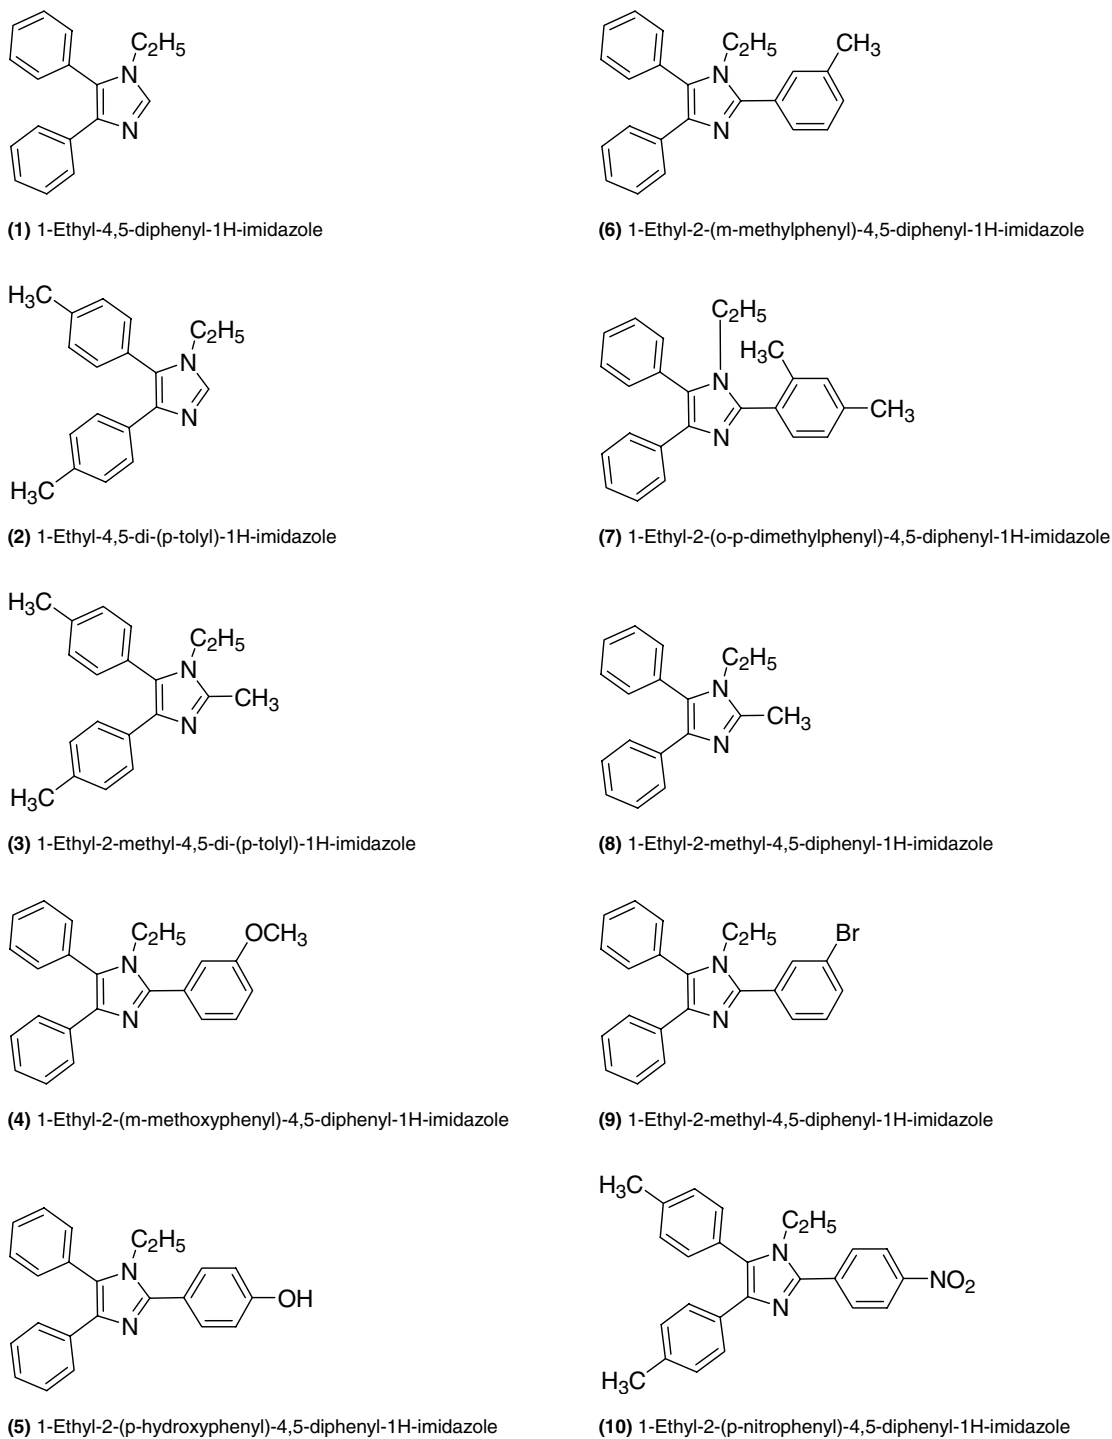 C2H5
N
N
(1) 1-Ethyl-4,5-diphenyl-1H-imidazole
H3C
C2H5
N
N
H3C
(2) 1-Ethyl-4,5-di-(p-tolyl)-1H-imidazole
H3C
C2H5
N
CH3
N
H3C
(3) 1-Ethyl-2-methyl-4,5-di-(p-tolyl)-1H-imidazole
C2H5
OCH3
N
N
(4) 1-Ethyl-2-(m-methoxyphenyl)-4,5-diphenyl-1H-imidazole
C2H5
N
OH
N
(5) 1-Ethyl-2-(p-hydroxyphenyl)-4,5-diphenyl-1H-imidazole
C2H5
CH3
N
N
(6) 1-Ethyl-2-(m-methylphenyl)-4,5-diphenyl-1H-imidazole
C2H5
H3C
N
CH3
N
(7) 1-Ethyl-2-(o-p-dimethylphenyl)-4,5-diphenyl-1H-imidazole
C2H5
N
CH3
N
(8) 1-Ethyl-2-methyl-4,5-diphenyl-1H-imidazole
C2H5
Br
N
N
(9) 1-Ethyl-2-methyl-4,5-diphenyl-1H-imidazole
H3C
C2H5
N
NO2
N
H3C
(10) 1-Ethyl-2-(p-nitrophenyl)-4,5-diphenyl-1H-imidazole